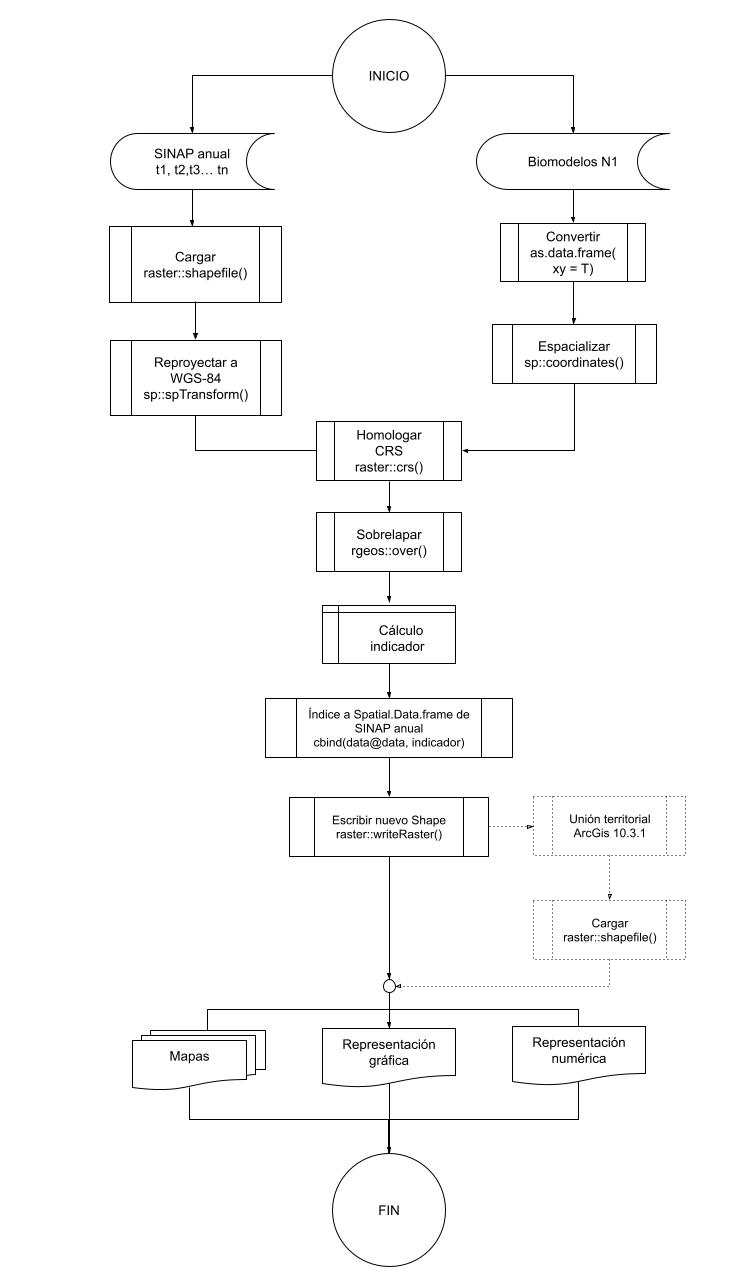 INICIO
SINAP anual
t1, t2,t3... tn
Biomodelos N1
Cargar
raster::shapefile()
Convertir
as.data.frame(
xy = T)
Reproyectar a
WGS-84
sp::spTransform()
Espacializar
sp::coordinates()
Homologar
CRS
raster::crs()
Sobrelapar
rgeos::over()
Cálculo
indicador
Índice a Spatial.Data.frame de
SINAP anual
cbind(data@data, indicador)
Escribir nuevo Shape
raster::writeRaster()
Unión territorial
ArcGis 10.3.1
Cargar
raster::shapefile()
Mapas
Representación
gráfica
Representación
numérica
FIN